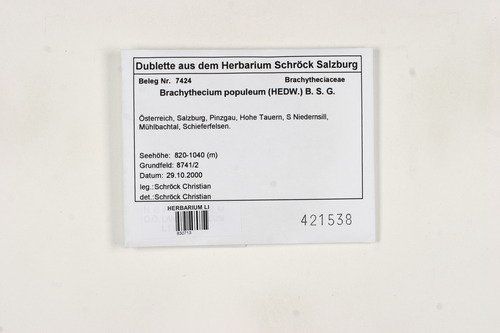 Dublette aus dem Herbarium Schröck Salzburg
Beleg Nr. 7424 Brachytheciaceae
Brachythecium populeum (HEDW.) B. S. G.
Österreich, Salzburg, Pinzgau, Hohe Tauern, S Niedernsill,
Mühlbachtal, Schieferfelsen.
Seehöhe: 820-1040 (m)
Grundfeld: 8741/2
Datum: 29.10.2000
leg.: Schröck Christian
det.: Schröck Christian
HERBARIUM LI
421538